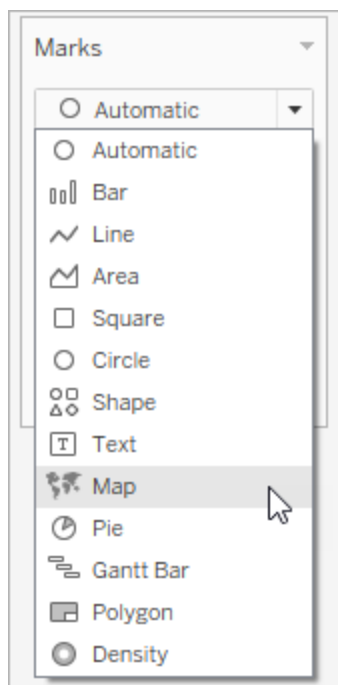 Marks
Automatic
Automatic
Bar
Line
Area
Square
Circle
Shape
T Text
Map
Pie
Gantt Bar
Polygon
Density